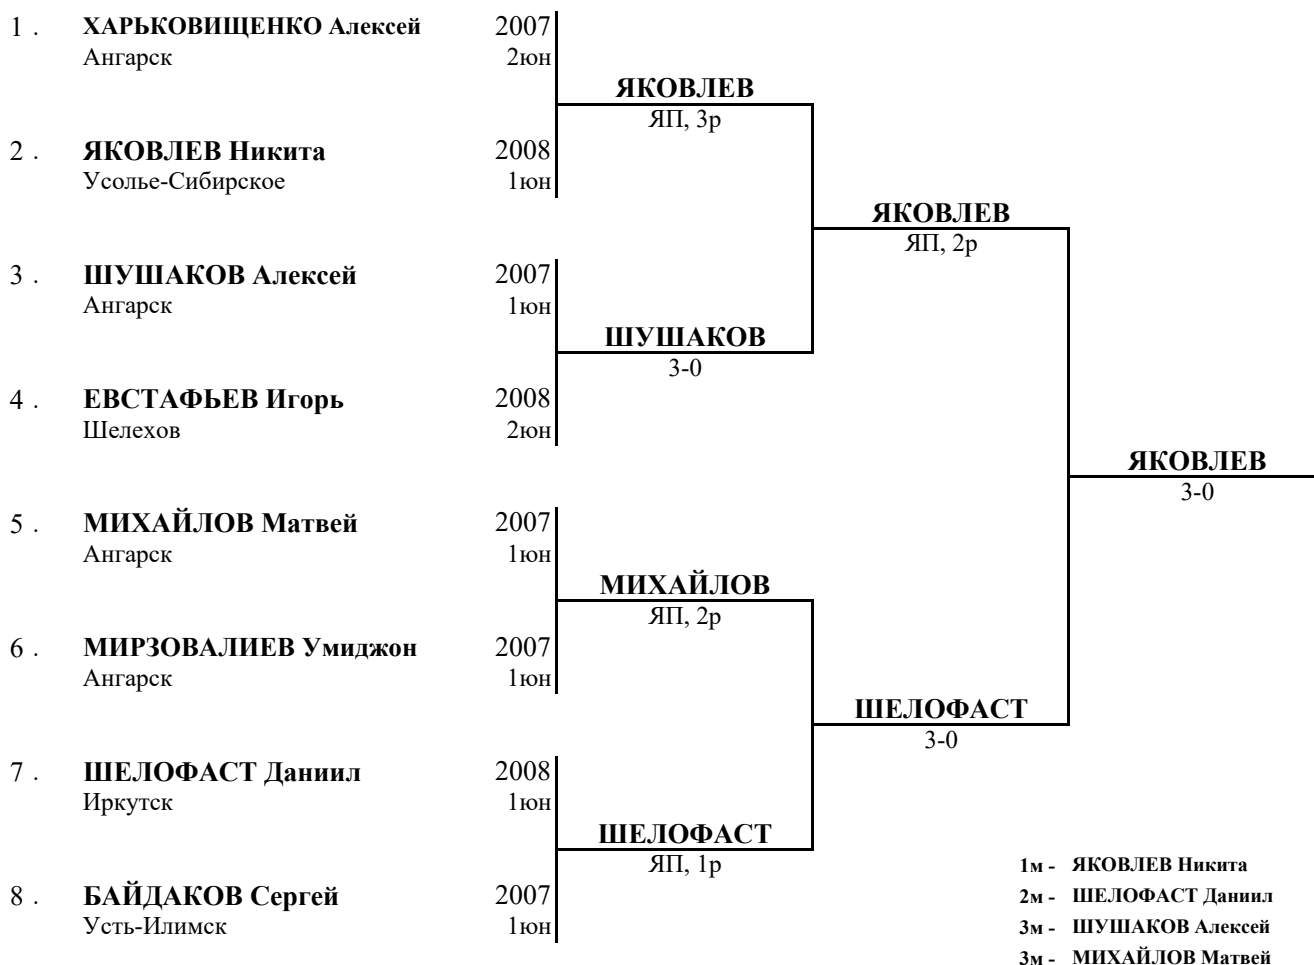 1 . ХАРЬКОВИЩЕНКО Алексей 2007
Ангарск 2юн
ЯКОВЛЕВ
ЯП, 3р
2 . ЯКОВЛЕВ Никита 2008
Усолье-Сибирское 1юн
ЯКОВЛЕВ
ЯП, 2р
3 . ШУШАКОВ Алексей 2007
Ангарск 1юн
ШУШАКОВ
3-0
4 . ЕВСТАФЬЕВ Игорь 2008
Шелехов 2юн
ЯКОВЛЕВ
3-0
5 . МИХАЙЛОВ Матвей 2007
Ангарск 1юн
МИХАЙЛОВ
ЯП, 2р
6 . МИРЗОВАЛИЕВ Умиджон 2007
Ангарск 1юн
ШЕЛОФАСТ
3-0
7 . ШЕЛОФАСТ Даниил 2008
Иркутск 1юн
ШЕЛОФАСТ
ЯП, 1р
8 . БАЙДАКОВ Сергей 2007
Усть-Илимск 1юн
1м - ЯКОВЛЕВ Никита
2м - ШЕЛОФАСТ Даниил
3м - ШУШАКОВ Алексей
3м - МИХАЙЛОВ Матвей